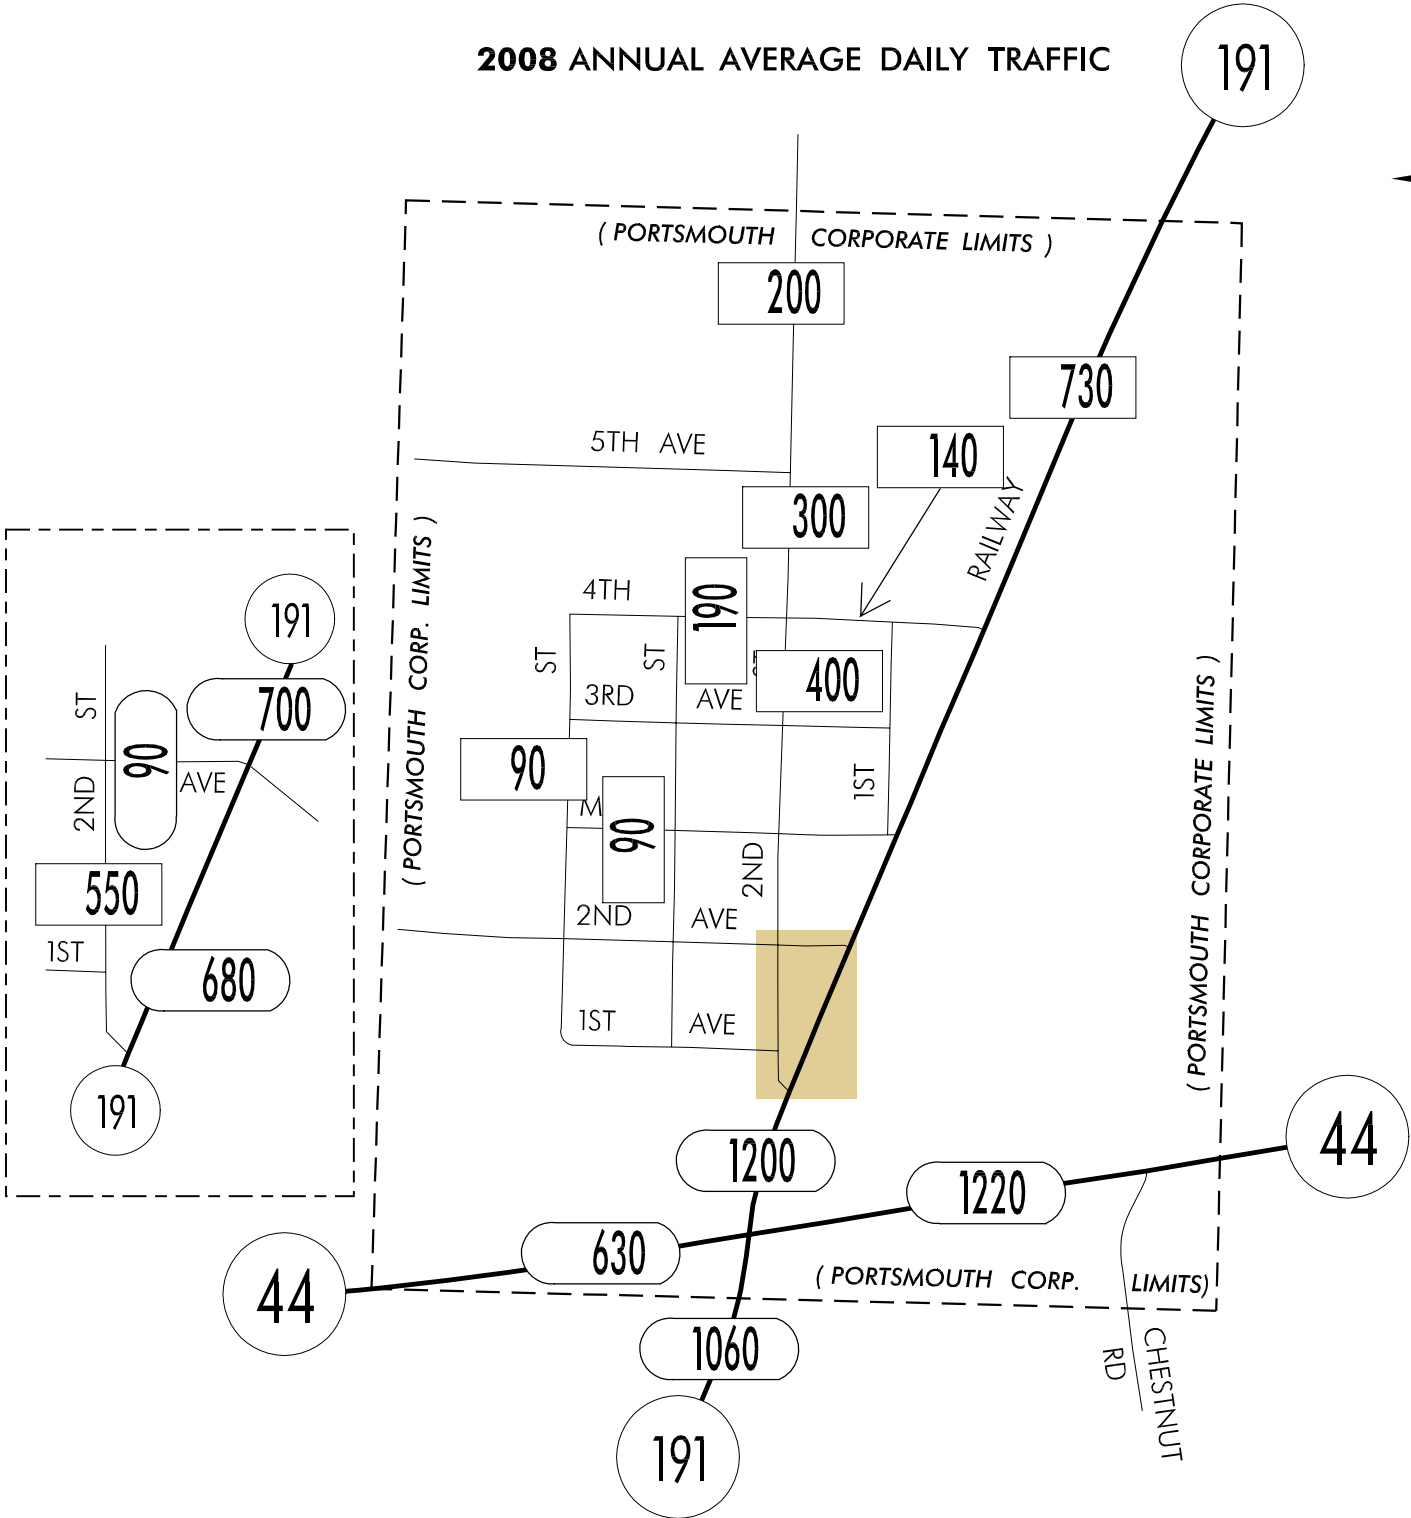 2008 ANNUAL AVERAGE DAILY TRAFFIC
191
( PORTSMOUTH CORPORATE LIMITS )
200
730
5TH AVE
140
300
RAILWAY
( PORTSMOUTH CORP. LIMITS )
4TH
190
ST
ST
400
3RD
AVE
90
90
M
1ST
2ND
2ND
AVE
1ST
AVE
( PORTSMOUTH CORPORATE LIMITS )
191
700
ST
90
2ND
AVE
550
1ST
680
191
1200
44
1220
630
44
( PORTSMOUTH CORP. LIMITS)
1060
CHESTNUT
RD
191